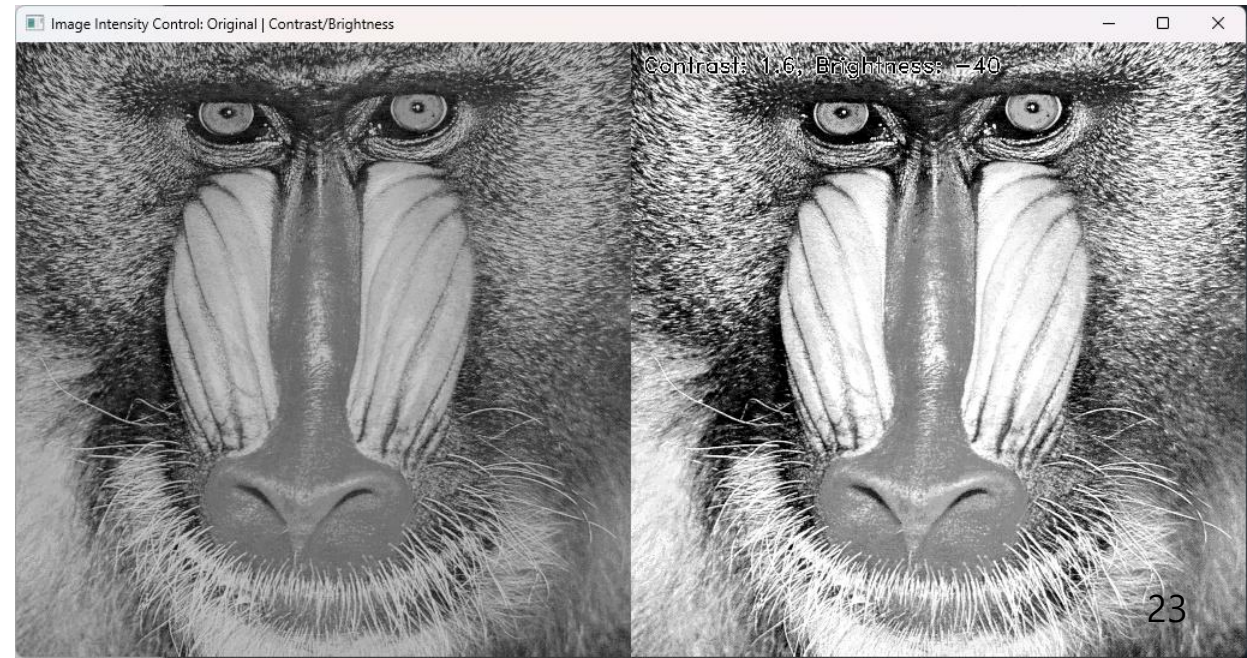 Image Intensity Control: Original | Contrast/Brightness
Contrast: 1.6, Brightness: -40
23